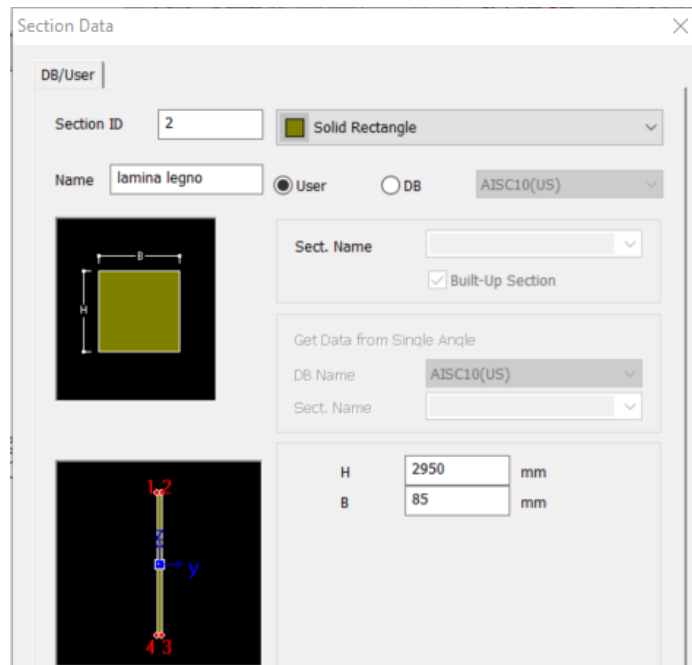 Section Data
DB/User
Section ID 2 Solid Rectangle
Name lamina legno User DB AISC10(US)
B
H
Sect. Name
Built-Up Section
Get Data from Single Angle
DB Name AISC10(US)
Sect. Name
1 2
z
y
4 3
H 2950 mm
B 85 mm